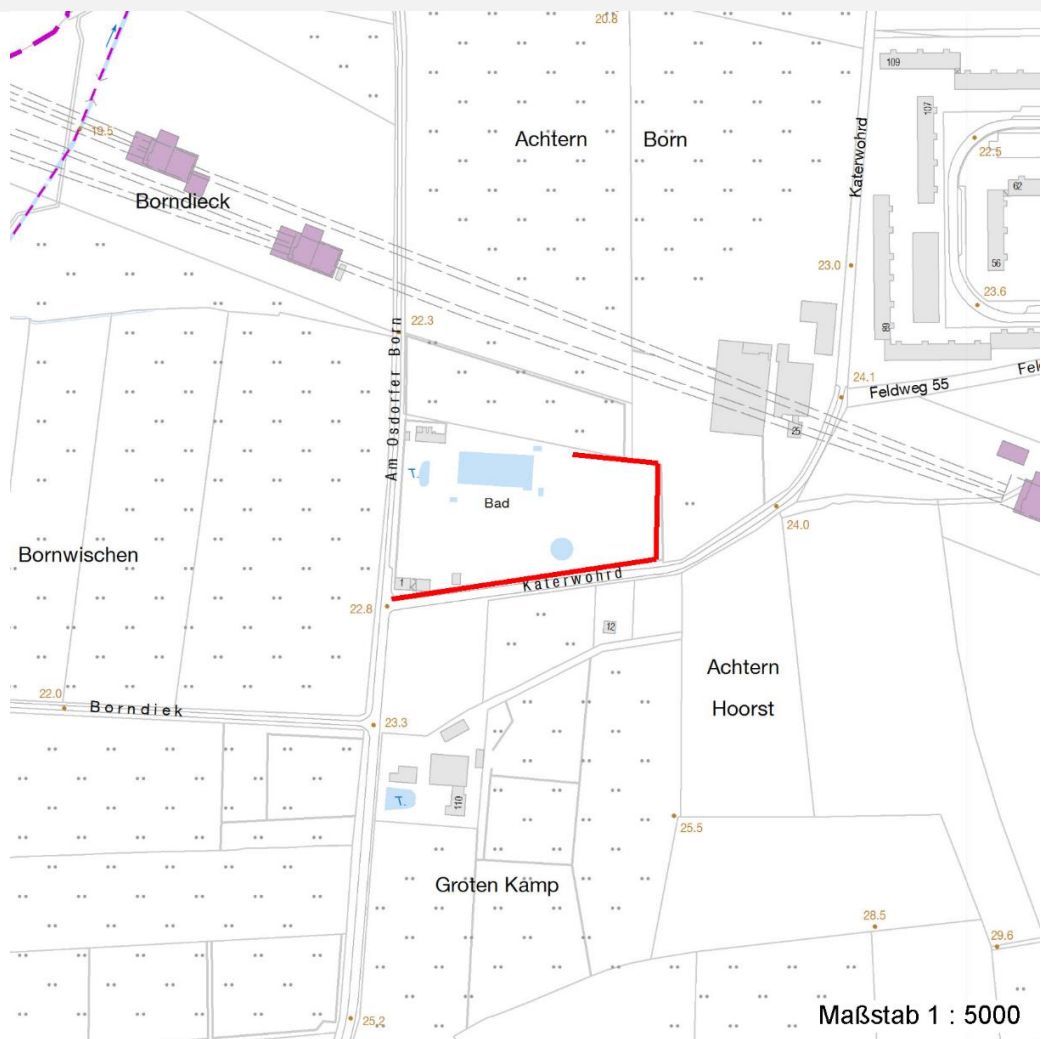 20.8
109
107
19.5
Achtern
Born
Katerwohrd
22.5
62
Borndieck
56
23.0
23.6
22.3
89
Am Osdorfer Born
24.1
Feldweg 55
T.
Bad
24.0
Bornwischen
1
2
Katerwohrd
22.8
12
Achtern
Hoorst
22.0
Borndiek
23.3
T.
110
25.5
Groten Kamp
28.5
29.6
25.2
Maßstab 1 : 5000